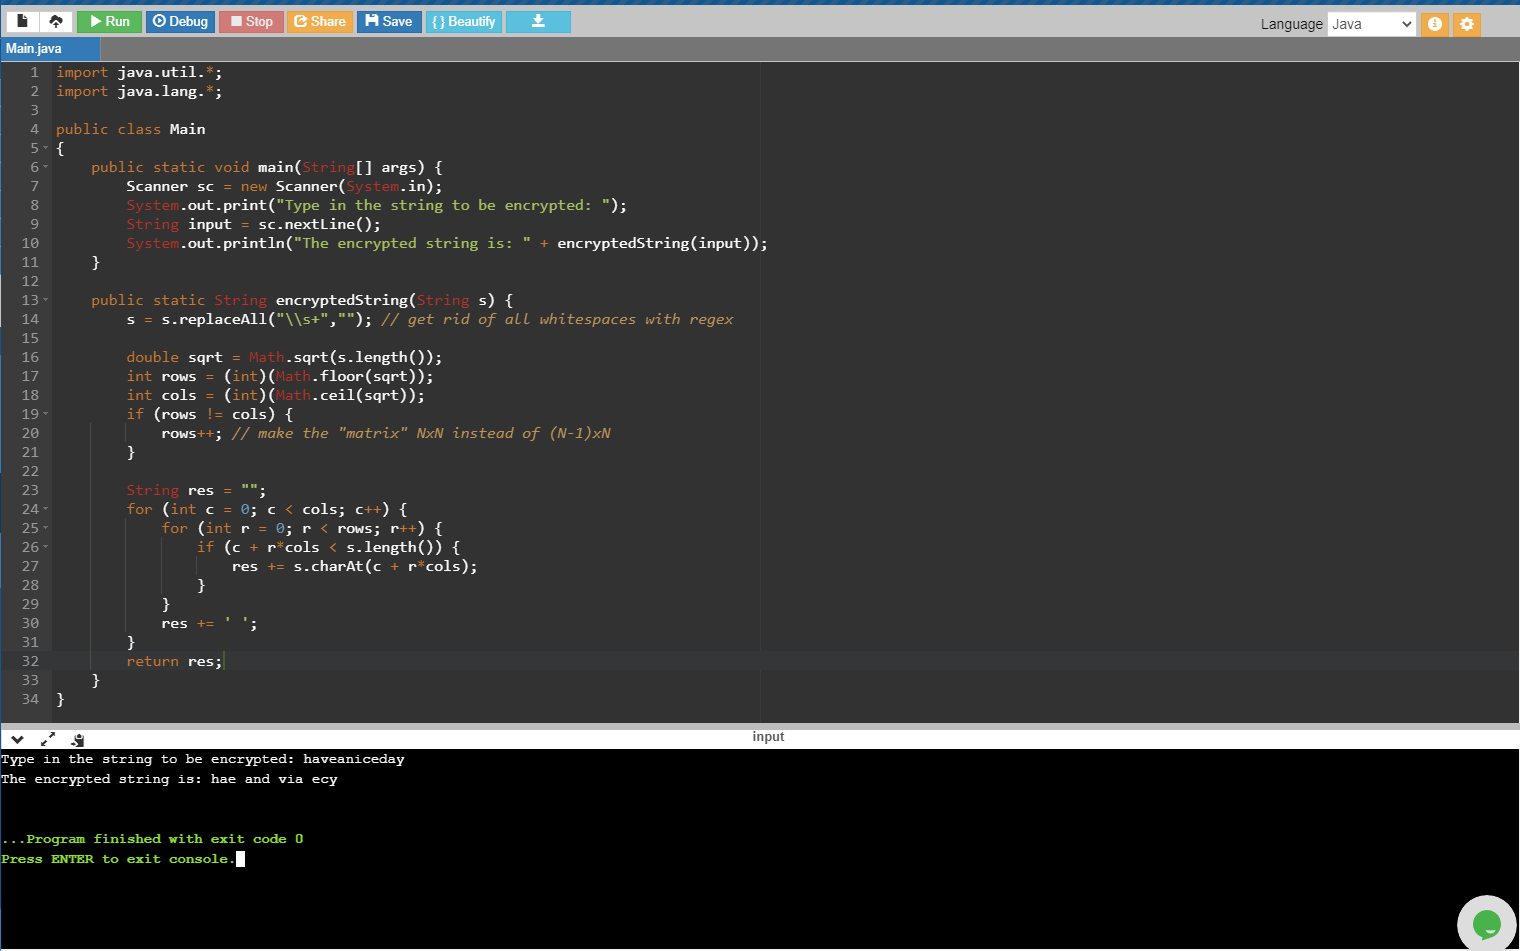 Run Debug Stop Share Save { } Beautify Language Java
Main.java
1 import java.util.*;
2 import java.lang.*;
3
4 public class Main
5 {
6     public static void main(String[] args) {
7         Scanner sc = new Scanner(System.in);
8         System.out.print("Type in the string to be encrypted: ");
9         String input = sc.nextLine();
10         System.out.println("The encrypted string is: " + encryptedString(input));
11     }
12
13     public static String encryptedString(String s) {
14         s = s.replaceAll("\\s+",""); // get rid of all whitespaces with regex
15
16         double sqrt = Math.sqrt(s.length());
17         int rows = (int)(Math.floor(sqrt));
18         int cols = (int)(Math.ceil(sqrt));
19         if (rows != cols) {
20             rows++; // make the "matrix" NxN instead of (N-1)xN
21         }
22
23         String res = "";
24         for (int c = 0; c < cols; c++) {
25             for (int r = 0; r < rows; r++) {
26                 if (c + r*cols < s.length()) {
27                     res += s.charAt(c + r*cols);
28                 }
29             }
30             res += ' ';
31         }
32         return res;
33     }
34 }
input
Type in the string to be encrypted: haveaniceday
The encrypted string is: hae and via ecy
...Program finished with exit code 0
Press ENTER to exit console.